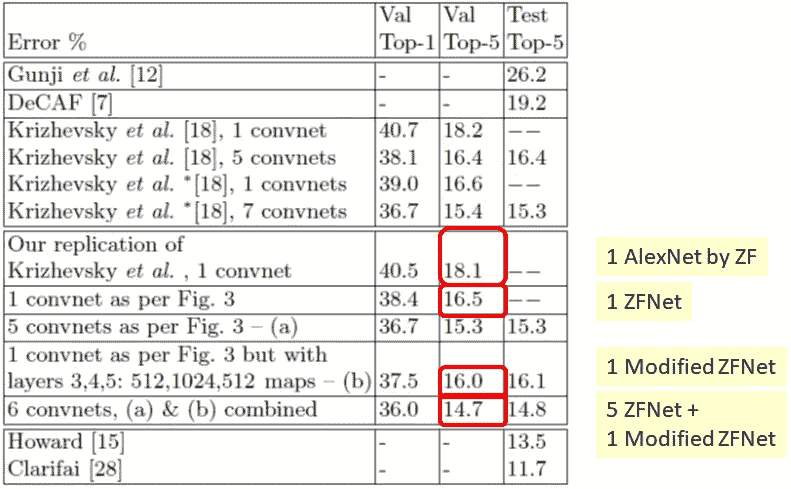 Error %
Val Top-1
Val Top-5
Test Top-5
Gunji et al. [12] - - 26.2
DeCAF [7] - - 19.2
Krizhevsky et al. [18], 1 convnet 40.7 18.2 −−
Krizhevsky et al. [18], 5 convnets 38.1 16.4 16.4
Krizhevsky et al. *[18], 1 convnets 39.0 16.6 −−
Krizhevsky et al. *[18], 7 convnets 36.7 15.4 15.3
Our replication of
Krizhevsky et al. , 1 convnet 40.5 18.1 −−
1 AlexNet by ZF
1 convnet as per Fig. 3 38.4 16.5 −−
1 ZFNet
5 convnets as per Fig. 3 – (a) 36.7 15.3 15.3
1 convnet as per Fig. 3 but with
layers 3,4,5: 512,1024,512 maps – (b) 37.5 16.0 16.1
1 Modified ZFNet
6 convnets, (a) & (b) combined 36.0 14.7 14.8
5 ZFNet +
1 Modified ZFNet
Howard [15] - - 13.5
Clarifai [28] - - 11.7